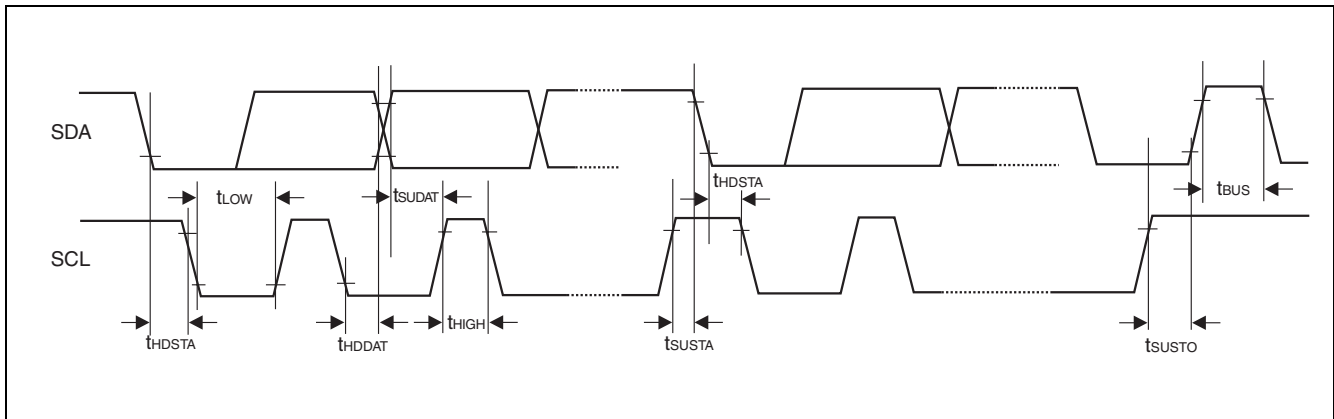 SDA
tLOW
tSUDAT
tHDSTA
tBUS
SCL
tHDSTA
tHDDAT
tHIGH
tSUSTA
tSUSTO